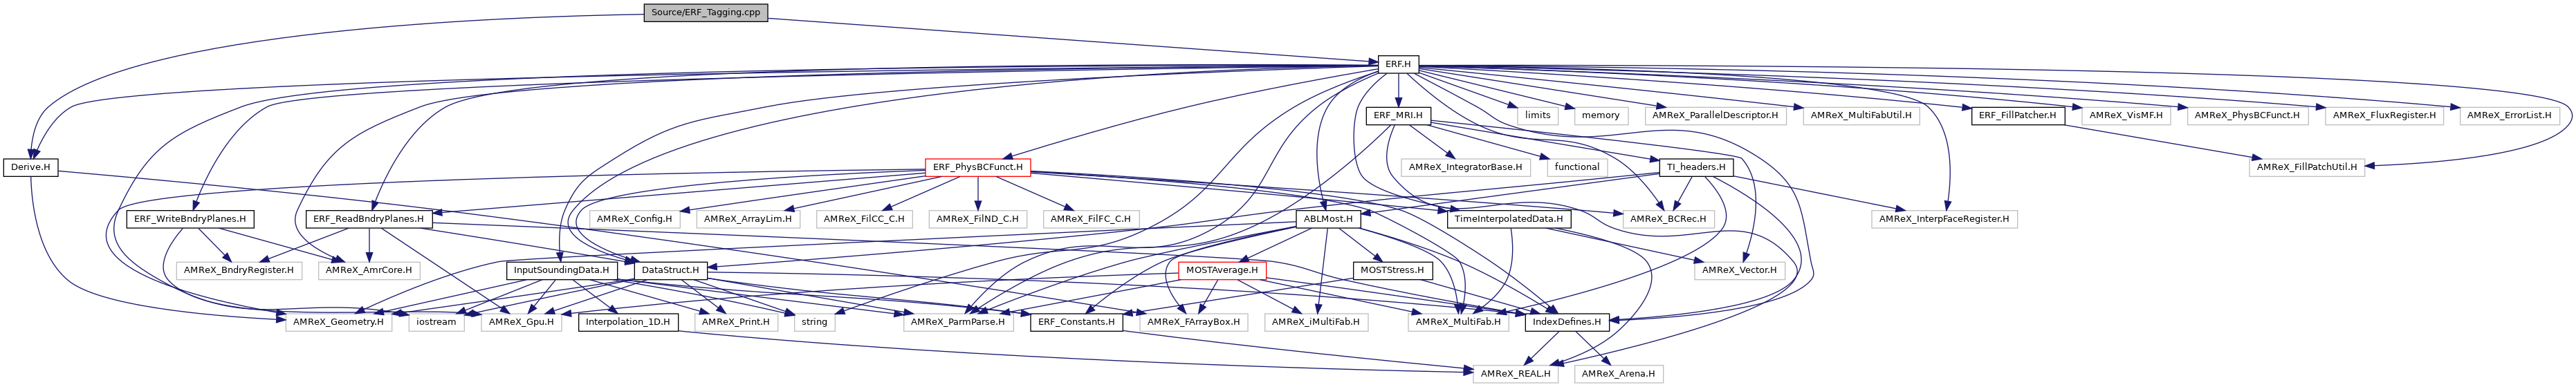 Source/ERF_Tagging.cpp
ERF.H
ERF_MRI.H
limits
memory
AMReX_ParallelDescriptor.H
AMReX_MultiFabUtil.H
ERF_FillPatcher.H
AMReX_VisMF.H
AMReX_PhysBCFunct.H
AMReX_FluxRegister.H
AMReX_ErrorList.H
Derive.H
ERF_PhysBCFunct.H
AMReX_IntegratorBase.H
functional
TI_headers.H
AMReX_FillPatchUtil.H
ERF_WriteBndryPlanes.H
ERF_ReadBndryPlanes.H
AMReX_Config.H
AMReX_ArrayLim.H
AMReX_FilCC_C.H
AMReX_FilND_C.H
AMReX_FilFC_C.H
ABLMost.H
TimeInterpolatedData.H
AMReX_BCRec.H
AMReX_InterpFaceRegister.H
AMReX_BndryRegister.H
AMReX_AmrCore.H
InputSoundingData.H
DataStruct.H
MOSTAverage.H
MOSTStress.H
AMReX_Vector.H
AMReX_Geometry.H
iostream
AMReX_Gpu.H
Interpolation_1D.H
AMReX_Print.H
string
AMReX_ParmParse.H
ERF_Constants.H
AMReX_FArrayBox.H
AMReX_iMultiFab.H
AMReX_MultiFab.H
IndexDefines.H
AMReX_REAL.H
AMReX_Arena.H